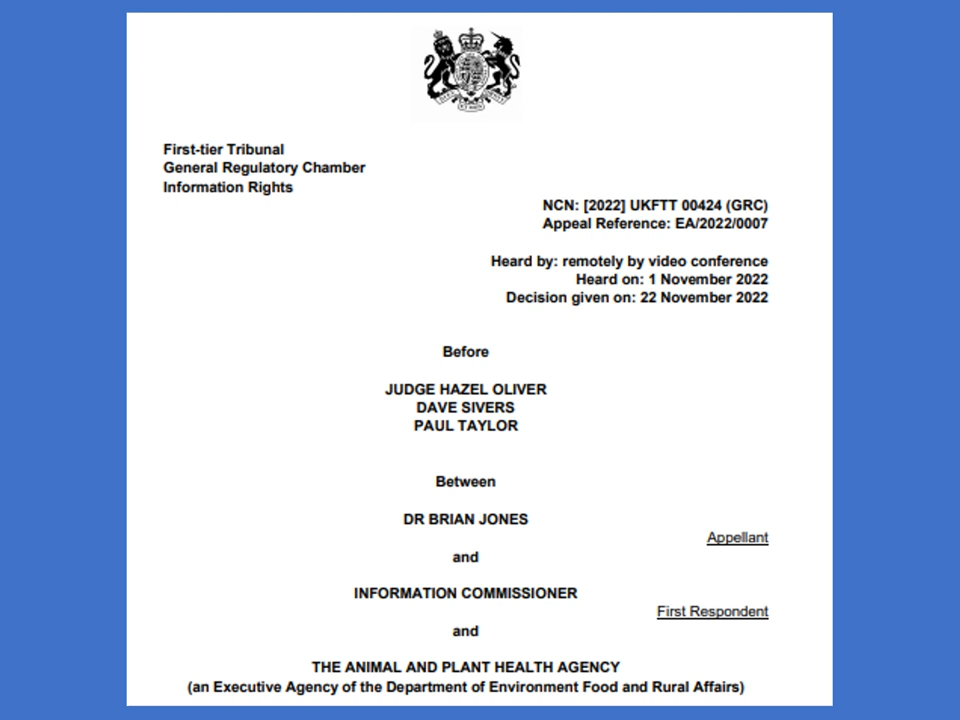 First-tier Tribunal
General Regulatory Chamber
Information Rights
NCN: [2022] UKFTT 00424 (GRC)
Appeal Reference: EA/2022/0007
Heard by: remotely by video conference
Heard on: 1 November 2022
Decision given on: 22 November 2022
Before
JUDGE HAZEL OLIVER
DAVE SIVERS
PAUL TAYLOR
Between
DR BRIAN JONES
Appellant
and
INFORMATION COMMISSIONER
First Respondent
and
THE ANIMAL AND PLANT HEALTH AGENCY
(an Executive Agency of the Department of Environment Food and Rural Affairs)